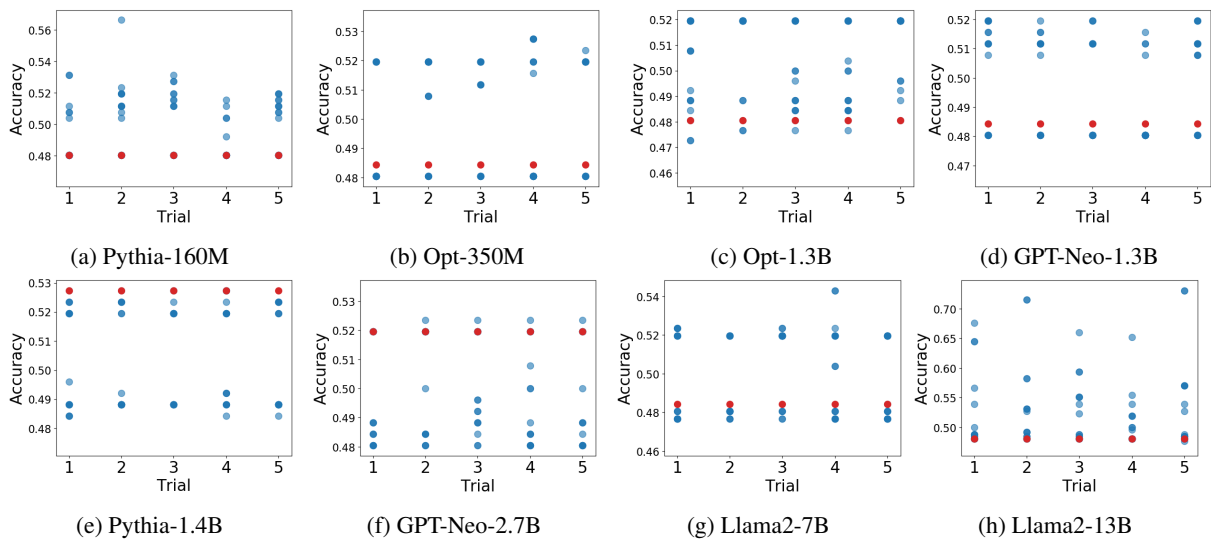 0.56
0.54
0.52
0.50
0.48
Accuracy
1 2 3 4 5
Trial
(a) Pythia-160M
0.53
0.52
0.51
0.50
0.49
0.48
Accuracy
1 2 3 4 5
Trial
(b) Opt-350M
0.52
0.51
0.50
0.49
0.48
0.47
0.46
Accuracy
1 2 3 4 5
Trial
(c) Opt-1.3B
0.52
0.51
0.50
0.49
0.48
0.47
Accuracy
1 2 3 4 5
Trial
(d) GPT-Neo-1.3B
0.53
0.52
0.51
0.50
0.49
0.48
Accuracy
1 2 3 4 5
Trial
(e) Pythia-1.4B
0.53
0.52
0.51
0.50
0.49
0.48
Accuracy
1 2 3 4 5
Trial
(f) GPT-Neo-2.7B
0.54
0.52
0.50
0.48
0.46
Accuracy
1 2 3 4 5
Trial
(g) Llama2-7B
0.70
0.65
0.60
0.55
0.50
Accuracy
1 2 3 4 5
Trial
(h) Llama2-13B